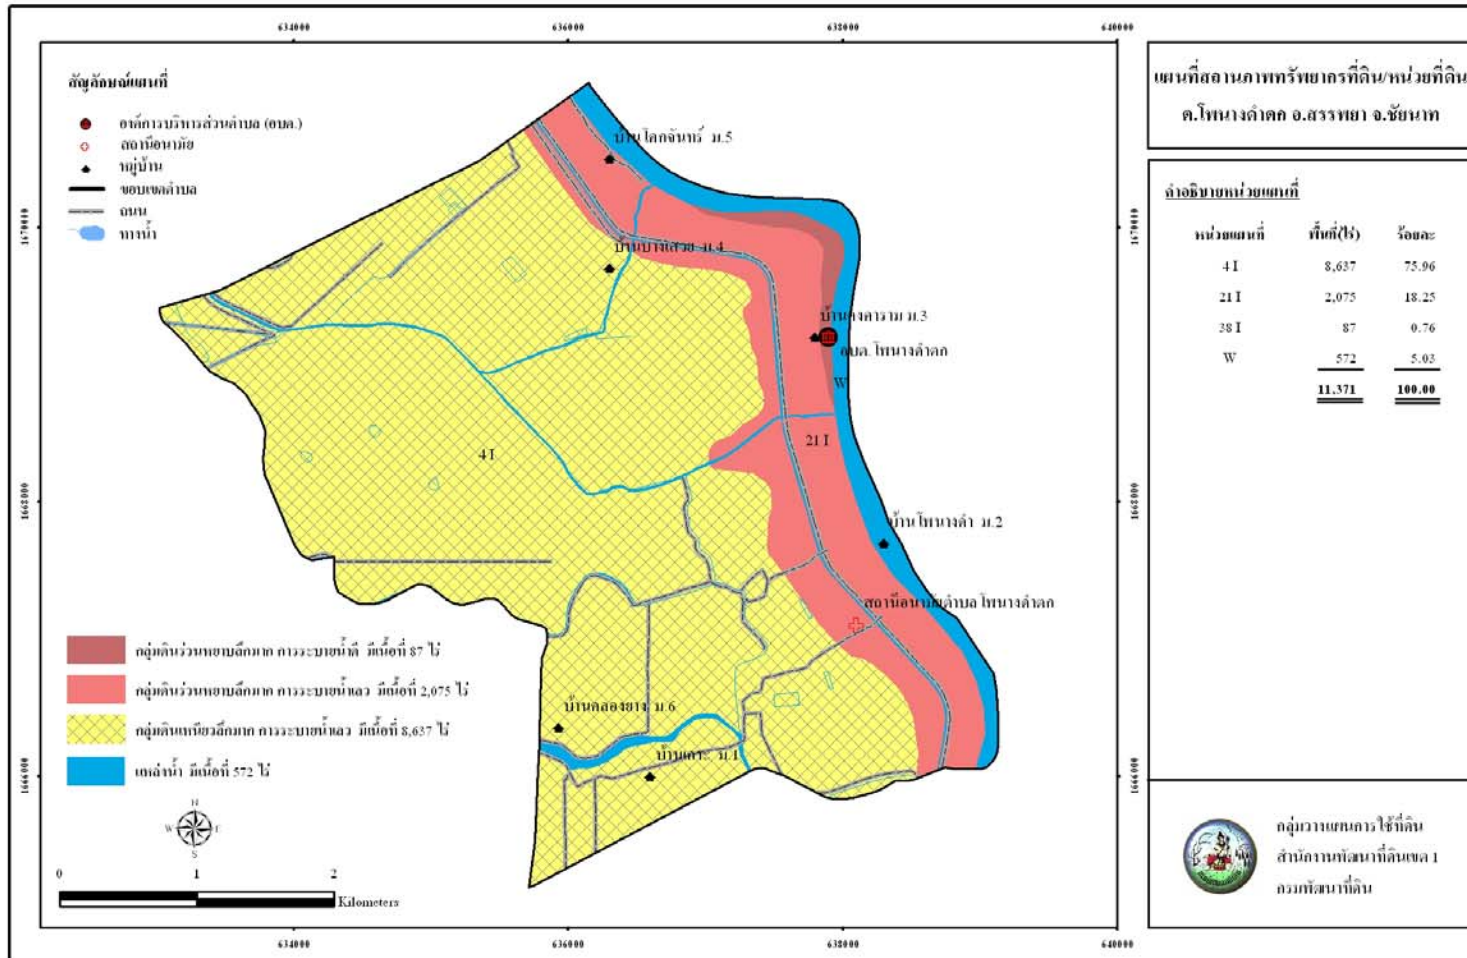 634000
636000
638000
640000
สัญลักษณ์แผนที่
องค์การบริหารส่วนตำบล (อบต.)
สถานีอนามัย
หมู่บ้าน
ขอบเขตตำบล
ถนน
ทางน้ำ
แผนที่สถานภาพทรัพยากรที่ดิน/หน่วยที่ดิน
ต.โพนางดำตก อ.สรรพยา จ.ชัยนาท
คำอธิบายหน่วยแผนที่
หน่วยแผนที่ พื้นที่(ไร่) ร้อยละ
4 I 8,637 75.96
21 I 2,075 18.25
38 I 87 0.76
W 572 5.03
11,371 100.00
1670000
1670000
บ้านโคกจันทร์ ม.5
บ้านบางไสวย ม.4
บ้านคงคาราม ม.3
อบต. โพนางดำตก
W
21 I
4 I
1668000
1668000
บ้านโพนางดำ ม.2
สถานีอนามัยตำบล โพนางดำตก
บ้านคลองยาง ม.6
บ้านเกาะ ม.1
1666000
1666000
กลุ่มดินร่วนหยาบลึกมาก การระบายน้ำดี มีเนื้อที่ 87 ไร่
กลุ่มดินร่วนหยาบลึกมาก การระบายน้ำเลว มีเนื้อที่ 2,075 ไร่
กลุ่มดินเหนียวลึกมาก การระบายน้ำเลว มีเนื้อที่ 8,637 ไร่
แหล่งน้ำ มีเนื้อที่ 572 ไร่
N
W E
S
0 1 2
Kilometers
กลุ่มวางแผนการใช้ที่ดิน
สำนักงานพัฒนาที่ดินเขต 1
กรมพัฒนาที่ดิน
634000
636000
638000
640000